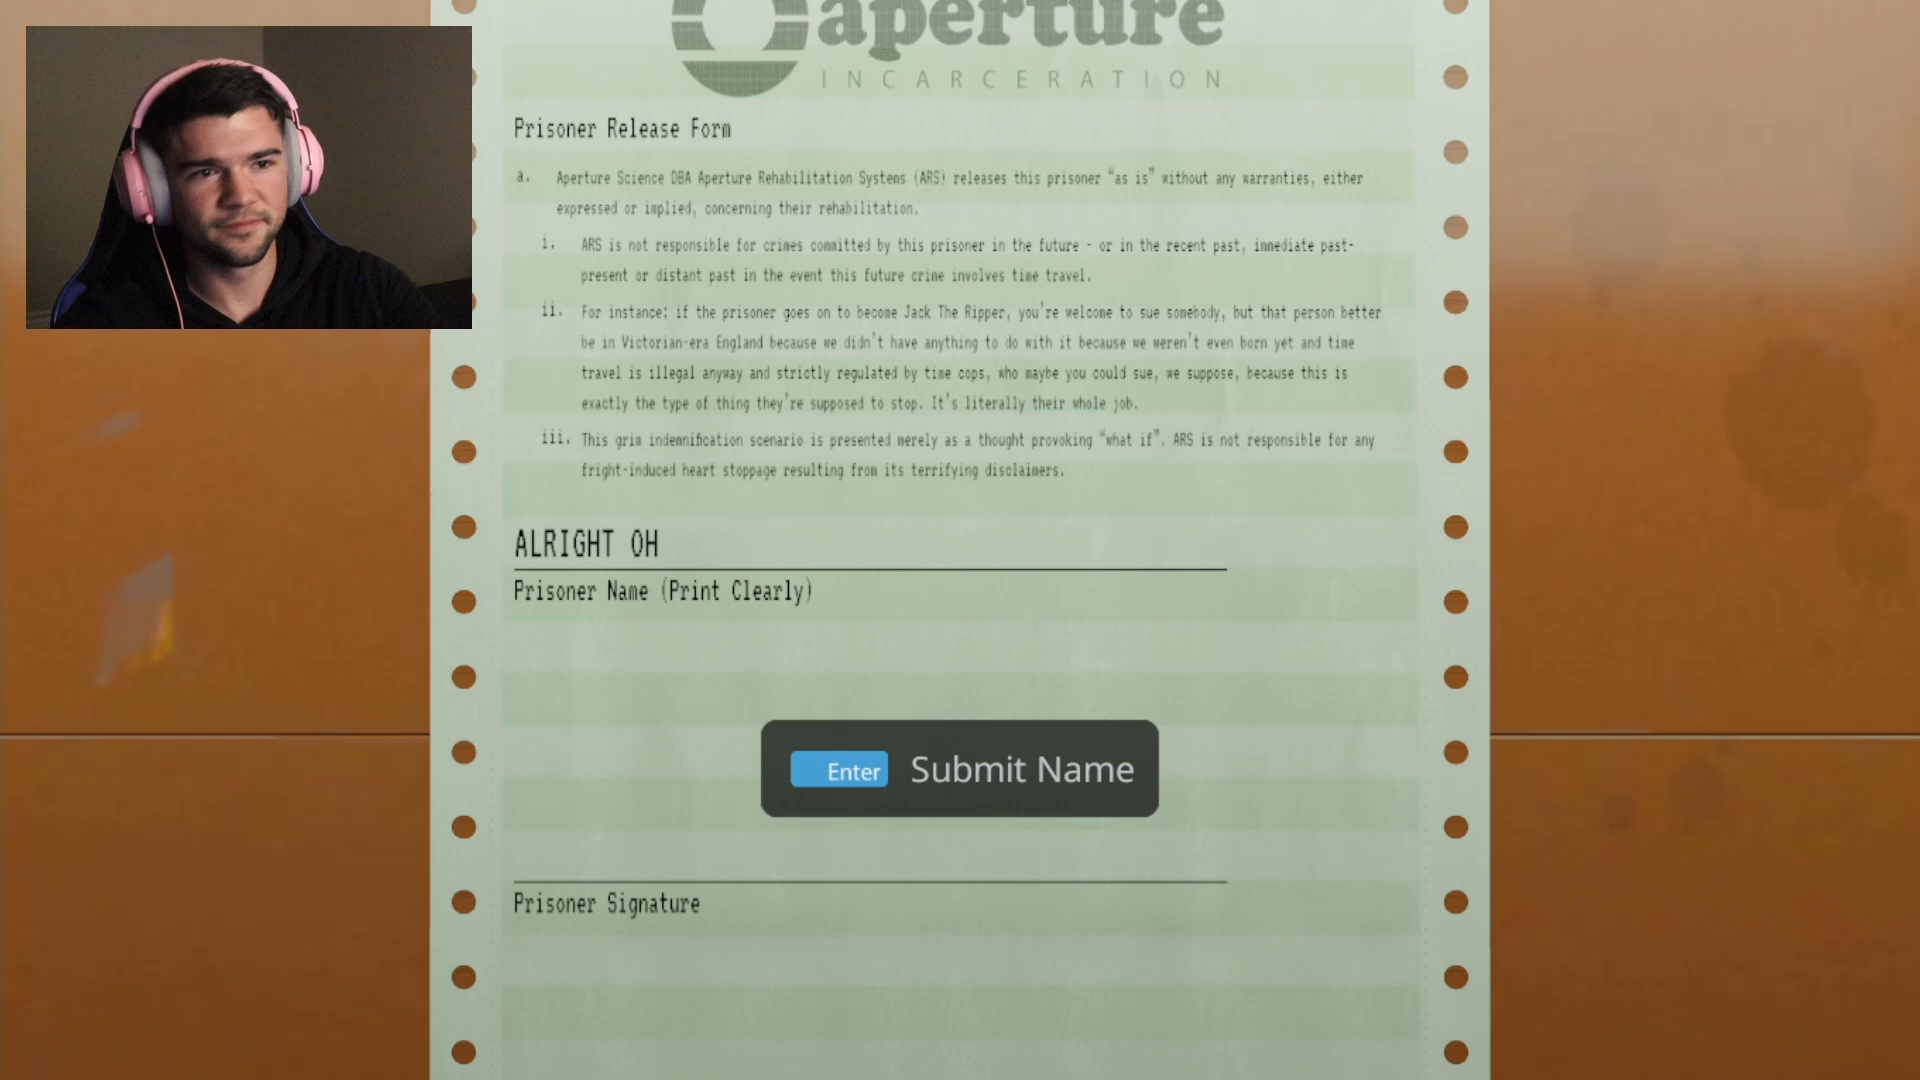 aperture
INCARCERATION
Prisoner Release Form
a. Aperture Science DBA Aperture Rehabilitation Systems (ARS) releases this prisoner “as is” without any warranties, either
expressed or implied, concerning their rehabilitation.
i. ARS is not responsible for crimes committed by this prisoner in the future - or in the recent past, immediate past-
present or distant past in the event this future crime involves time travel.
ii. For instance: if the prisoner goes on to become Jack The Ripper, you're welcome to sue somebody, but that person better
be in Victorian-era England because we didn't have anything to do with it because we weren't even born yet and time
travel is illegal anyway and strictly regulated by time cops, who maybe you could sue, we suppose, because this is
exactly the type of thing they're supposed to stop. It's literally their whole job.
iii. This grim indemnification scenario is presented merely as a thought provoking “what if”. ARS is not responsible for any
fright-induced heart stoppage resulting from its terrifying disclaimers.
ALRIGHT OH
Prisoner Name (Print Clearly)
Enter Submit Name
Prisoner Signature